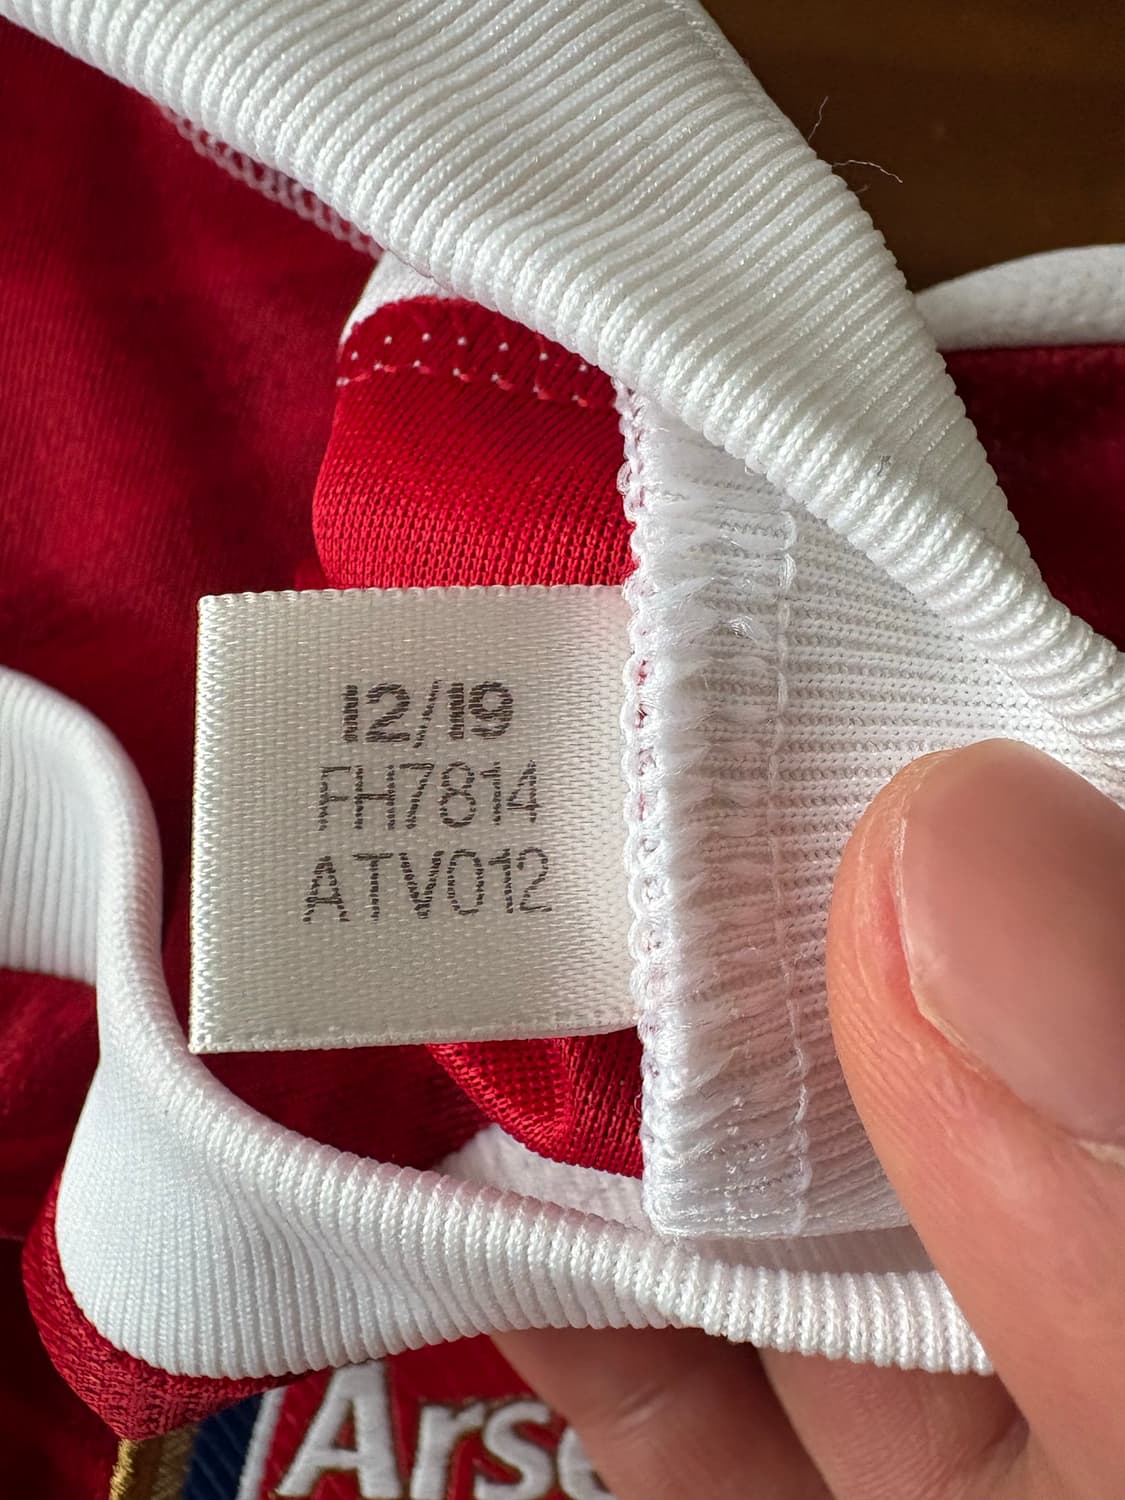 12/19
FH7814
ATV012
Arse